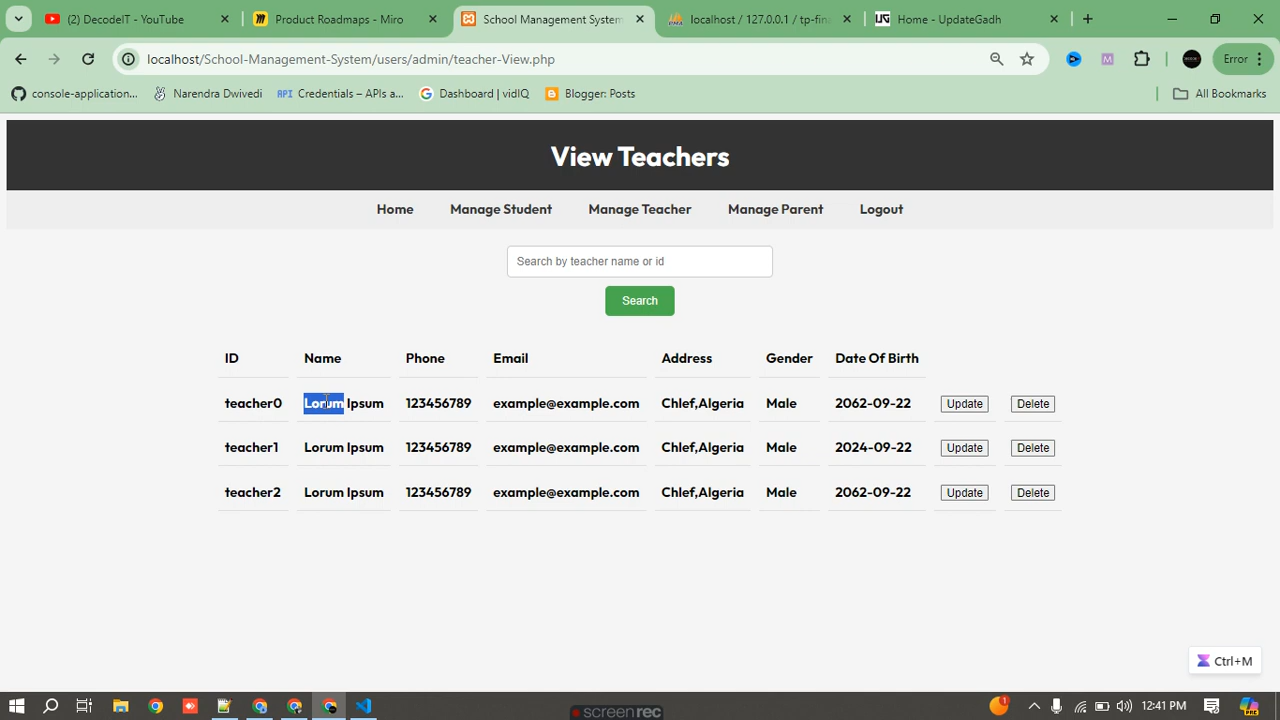 (2) DecodeIT - YouTube
Product Roadmaps - Miro
School Management System
localhost / 127.0.0.1 / tp-fina
Home - UpdateGadh
localhost/School-Management-System/users/admin/teacher-View.php
Error
console-application...
Narendra Dwivedi
API Credentials – APIs a...
Dashboard | vidIQ
Blogger: Posts
All Bookmarks
View Teachers
Home Manage Student Manage Teacher Manage Parent Logout
Search by teacher name or id
Search
ID Name Phone Email Address Gender Date Of Birth
teacher0 Lorum Ipsum 123456789 example@example.com Chlef,Algeria Male 2062-09-22 Update Delete
teacher1 Lorum Ipsum 123456789 example@example.com Chlef,Algeria Male 2024-09-22 Update Delete
teacher2 Lorum Ipsum 123456789 example@example.com Chlef,Algeria Male 2062-09-22 Update Delete
Ctrl+M
screenrec
12:41 PM